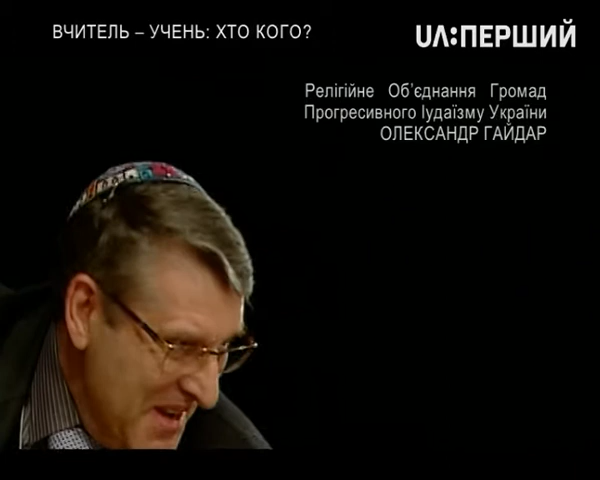 ВЧИТЕЛЬ – УЧЕНЬ: ХТО КОГО?
UA:ПЕРШИЙ
Релігійне Об'єднання Громад
Прогресивного Іудаїзму України
ОЛЕКСАНДР ГАЙДАР